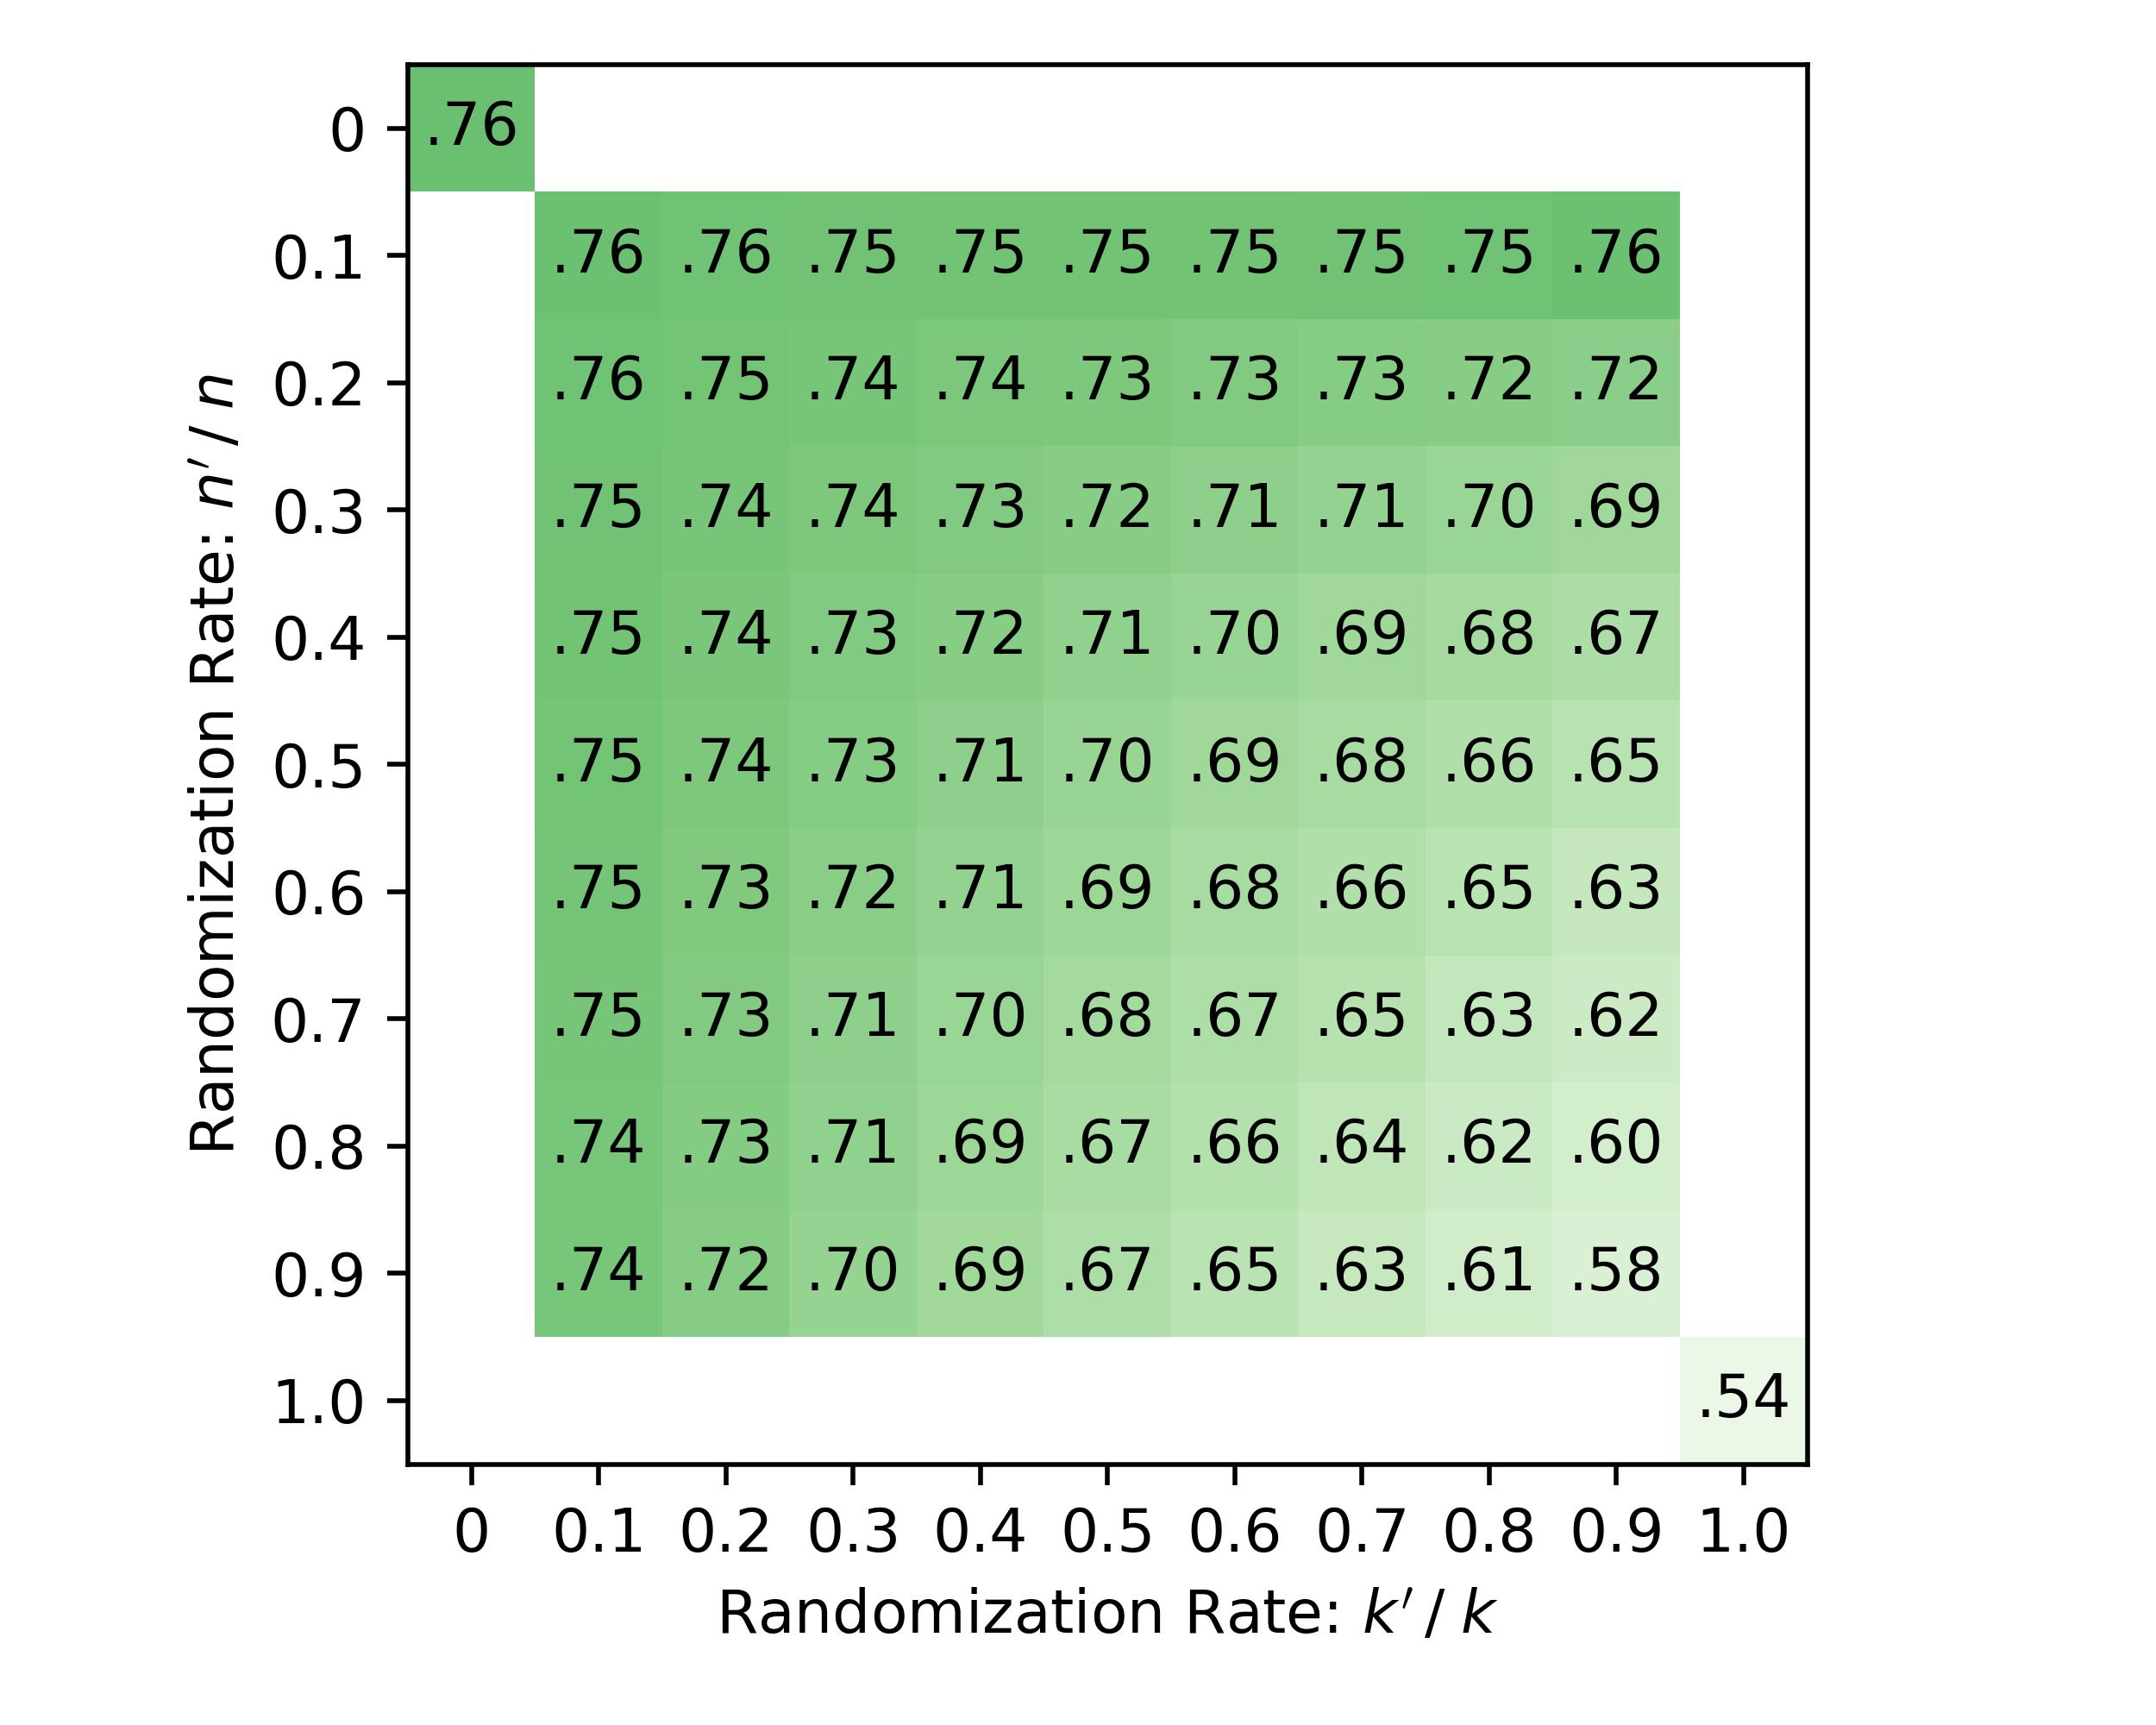 0 .76
0.1 .76 .76 .75 .75 .75 .75 .75 .75 .76
0.2 .76 .75 .74 .74 .73 .73 .73 .72 .72
0.3 .75 .74 .74 .73 .72 .71 .71 .70 .69
0.4 .75 .74 .73 .72 .71 .70 .69 .68 .67
0.5 .75 .74 .73 .71 .70 .69 .68 .66 .65
0.6 .75 .73 .72 .71 .69 .68 .66 .65 .63
0.7 .75 .73 .71 .70 .68 .67 .65 .63 .62
0.8 .74 .73 .71 .69 .67 .66 .64 .62 .60
0.9 .74 .72 .70 .69 .67 .65 .63 .61 .58
1.0 .54
0 0.1 0.2 0.3 0.4 0.5 0.6 0.7 0.8 0.9 1.0
Randomization Rate: k′/ k
Randomization Rate: n′/ n